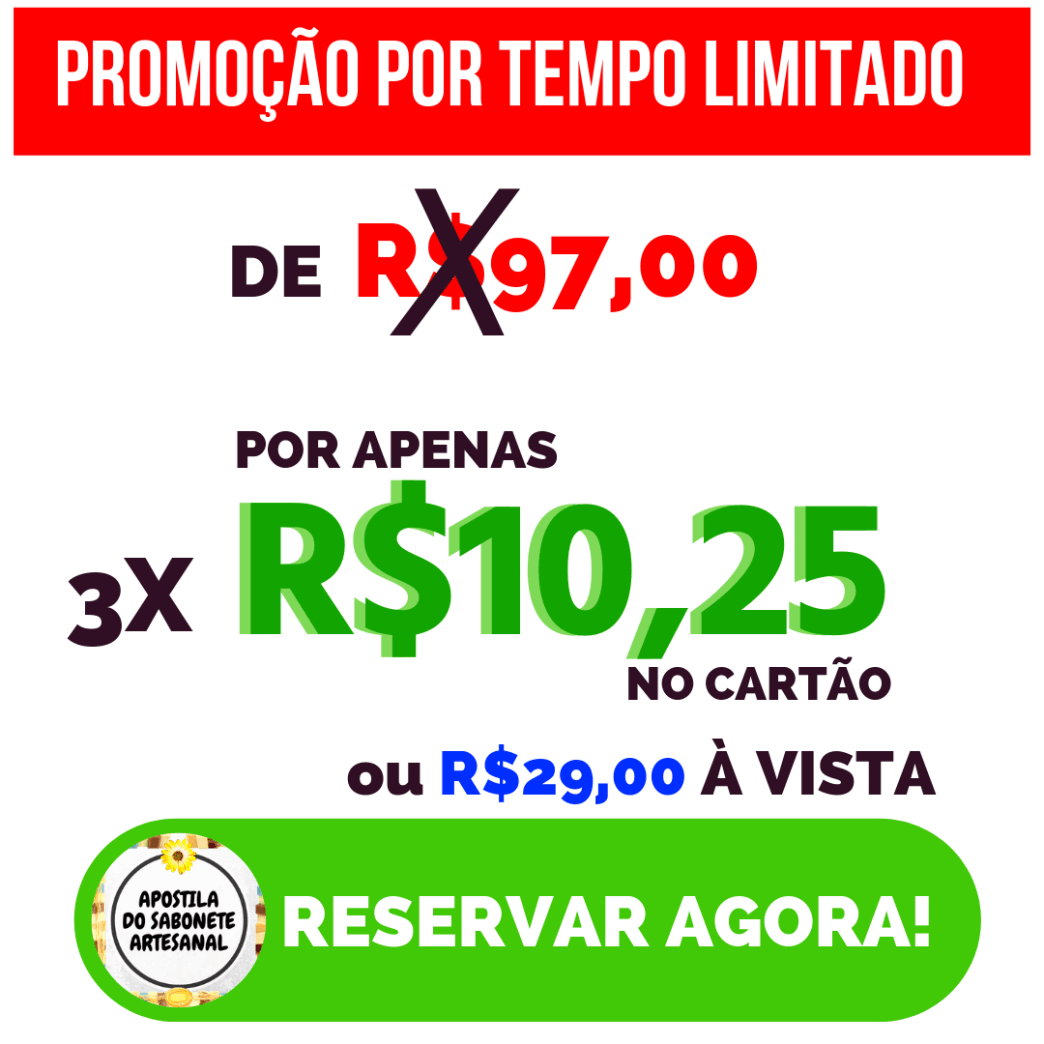 PROMOÇÃO POR TEMPO LIMITADO
DE R$97,00
X
POR APENAS
3X R$10,25
NO CARTÃO
ou R$29,00 À VISTA
APOSTILA
DO SABONETE
ARTESANAL
RESERVAR AGORA!